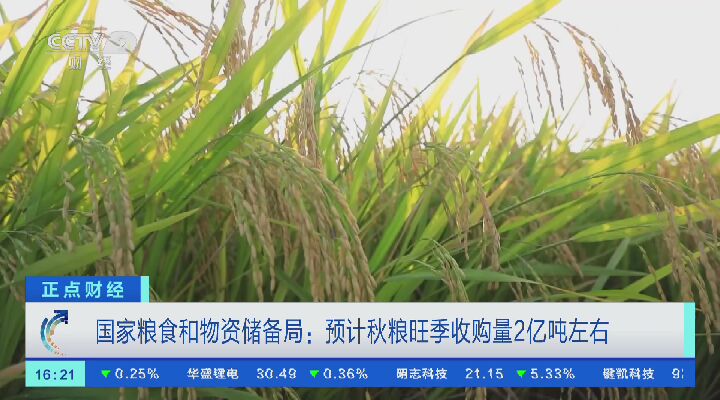 CCTV 2
财经
正点财经
国家粮食和物资储备局：预计秋粮旺季收购量2亿吨左右
16:21 ▼0.25% 华盛锂电 30.49 ▼0.36% 明志科技 21.15 ▼5.33% 键凯科技